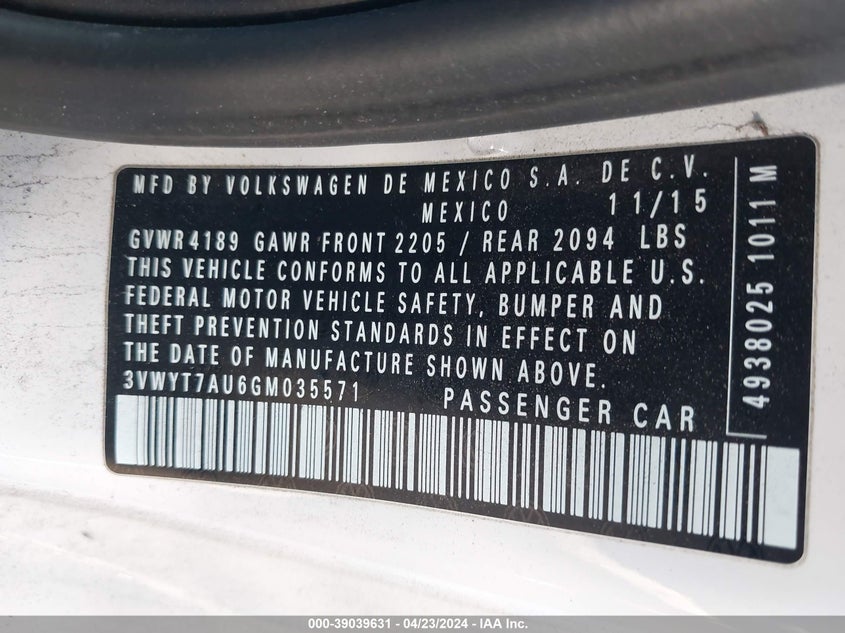 MFD BY VOLKSWAGEN DE MEXICO S.A. DE C.V.
MEXICO 11/15
GVWR 4189 GAWR FRONT 2205 / REAR 2094 LBS
THIS VEHICLE CONFORMS TO ALL APPLICABLE U.S.
FEDERAL MOTOR VEHICLE SAFETY, BUMPER AND
THEFT PREVENTION STANDARDS IN EFFECT ON
THE DATE OF MANUFACTURE SHOWN ABOVE.
3VWYT7AU6GM035571 PASSENGER CAR
4938025 1011 M
000-39039631 - 04/23/2024 - IAA Inc.